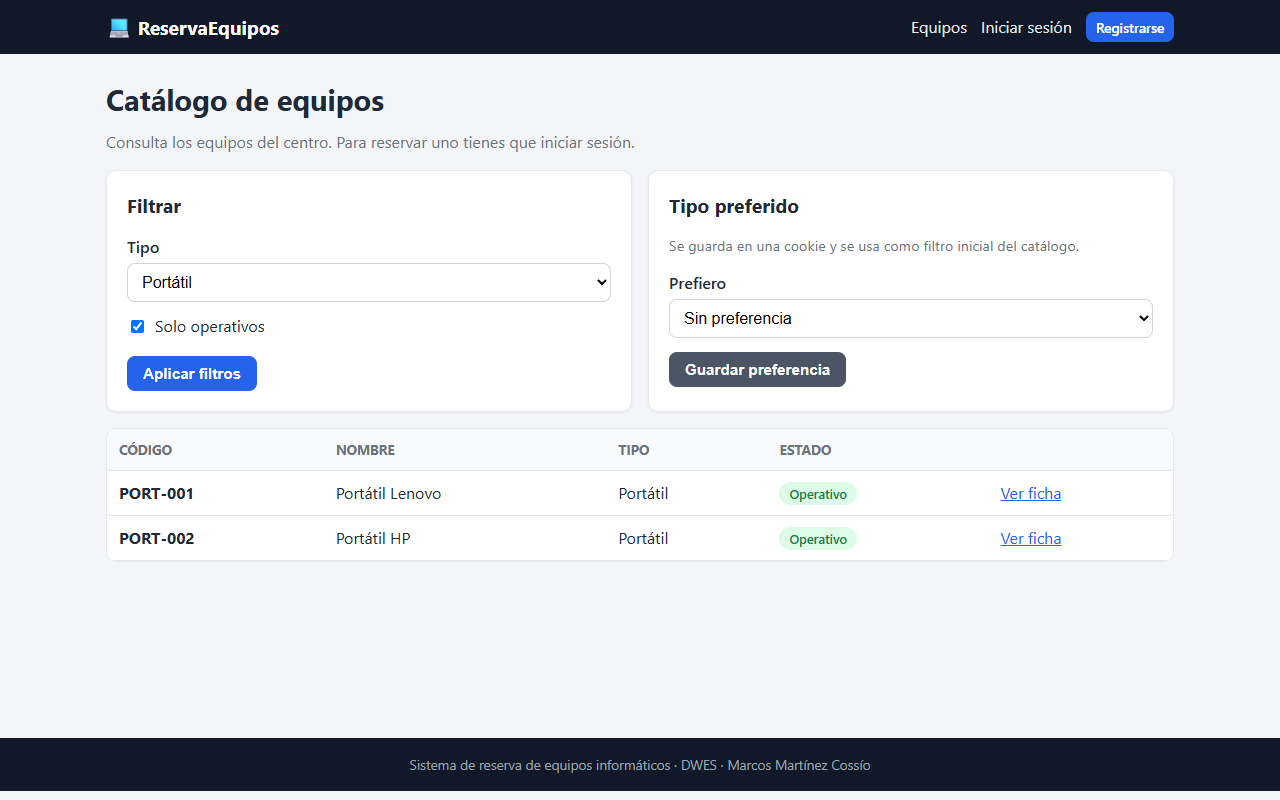 ReservaEquipos
Equipos Iniciar sesión Registrarse
Catálogo de equipos
Consulta los equipos del centro. Para reservar uno tienes que iniciar sesión.
Filtrar
Tipo
Portátil
Solo operativos
Aplicar filtros
Tipo preferido
Se guarda en una cookie y se usa como filtro inicial del catálogo.
Prefiero
Sin preferencia
Guardar preferencia
CÓDIGO NOMBRE TIPO ESTADO
PORT-001 Portátil Lenovo Portátil Operativo Ver ficha
PORT-002 Portátil HP Portátil Operativo Ver ficha
Sistema de reserva de equipos informáticos · DWES · Marcos Martínez Cossío